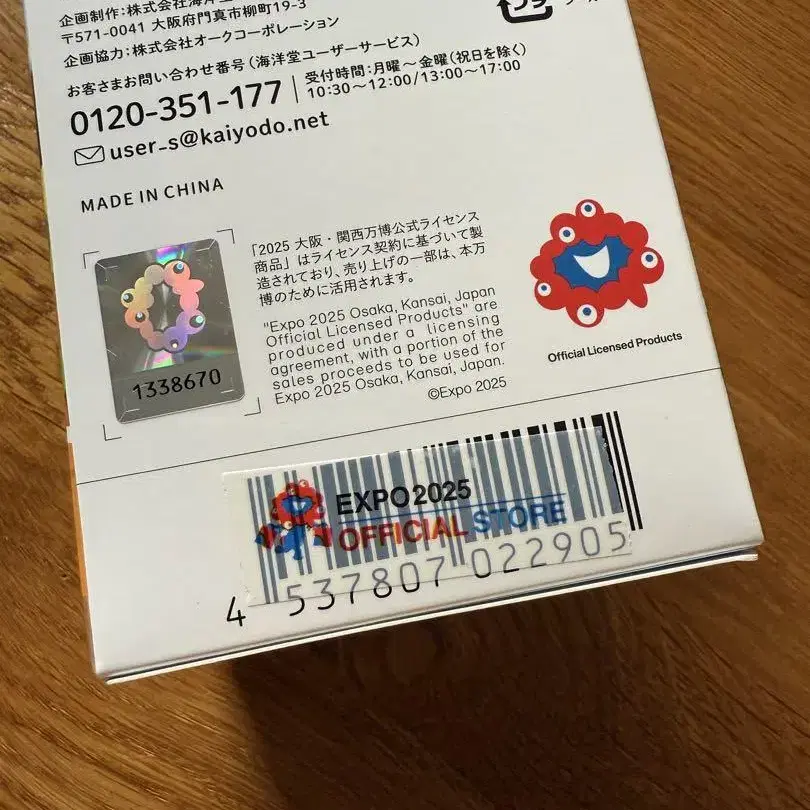 企画制作：株式会社海洋堂
〒571-0041 大阪府門真市柳町19-3
企画協力：株式会社オークコーポレーション
お客さまお問い合わせ番号（海洋堂ユーザーサービス）
0120-351-177
受付時間：月曜～金曜（祝日を除く）
10:30～12:00/13:00～17:00
user-s@kaiyodo.net
MADE IN CHINA
1338670
「2025 大阪・関西万博公式ライセンス
商品」はライセンス契約に基づいて製
造されており、売り上げの一部は、本万
博のために活用されます。
"Expo 2025 Osaka, Kansai, Japan
Official Licensed Products" are
produced under a licensing
agreement, with a portion of the
sales proceeds to be used for
Expo 2025 Osaka, Kansai, Japan.
©Expo 2025
Official Licensed Products
EXPO2025
OFFICIAL STORE
4 537807 022905